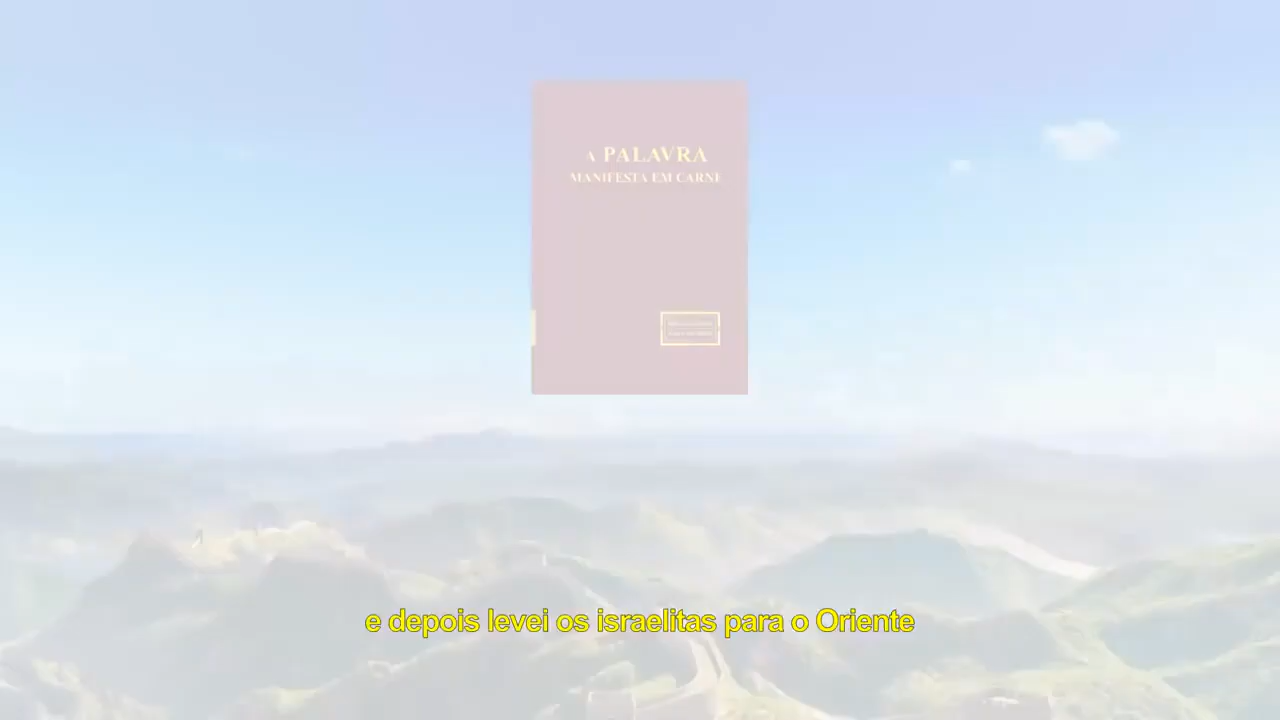 A PALAVRA
MANIFESTA EM CARNE
e depois levei os israelitas para o Oriente